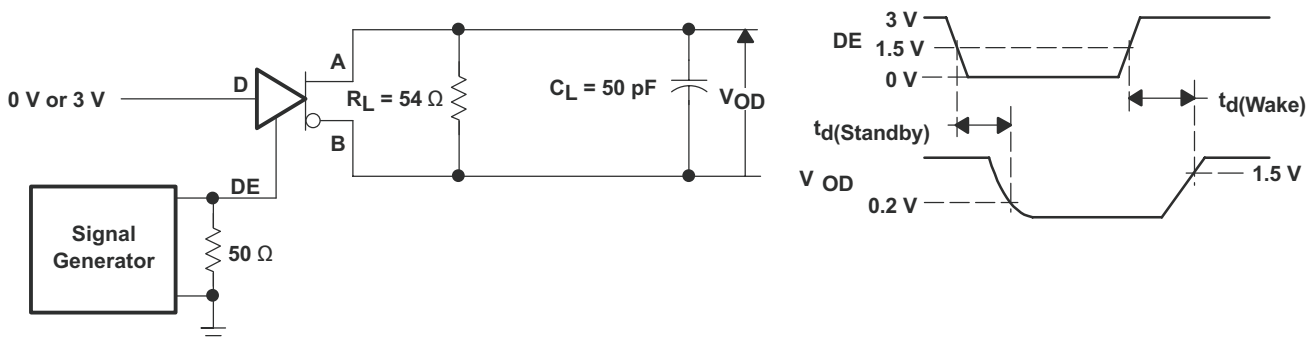 0 V or 3 V
D
A
B
DE
R_L = 54 Ω
C_L = 50 pF
V_OD
Signal
Generator
50 Ω
3 V
DE
1.5 V
0 V
t_d(Standby)
t_d(Wake)
V_OD
0.2 V
1.5 V